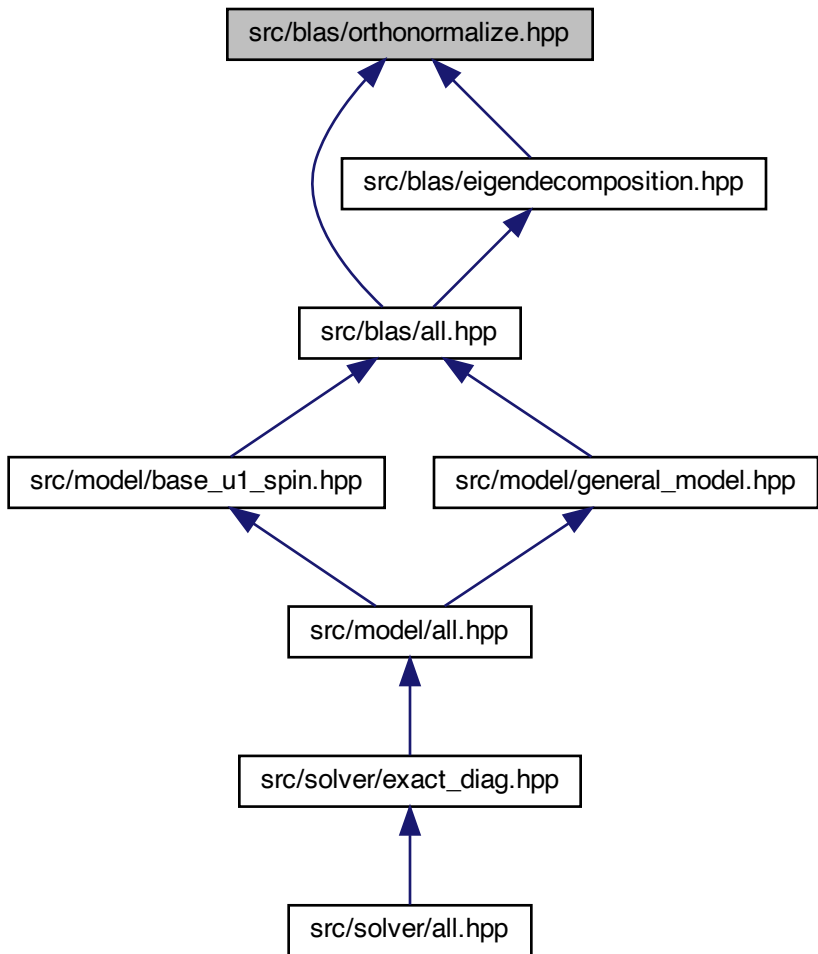 src/blas/orthonormalize.hpp
src/blas/eigendecomposition.hpp
src/blas/all.hpp
src/model/base_u1_spin.hpp
src/model/general_model.hpp
src/model/all.hpp
src/solver/exact_diag.hpp
src/solver/all.hpp